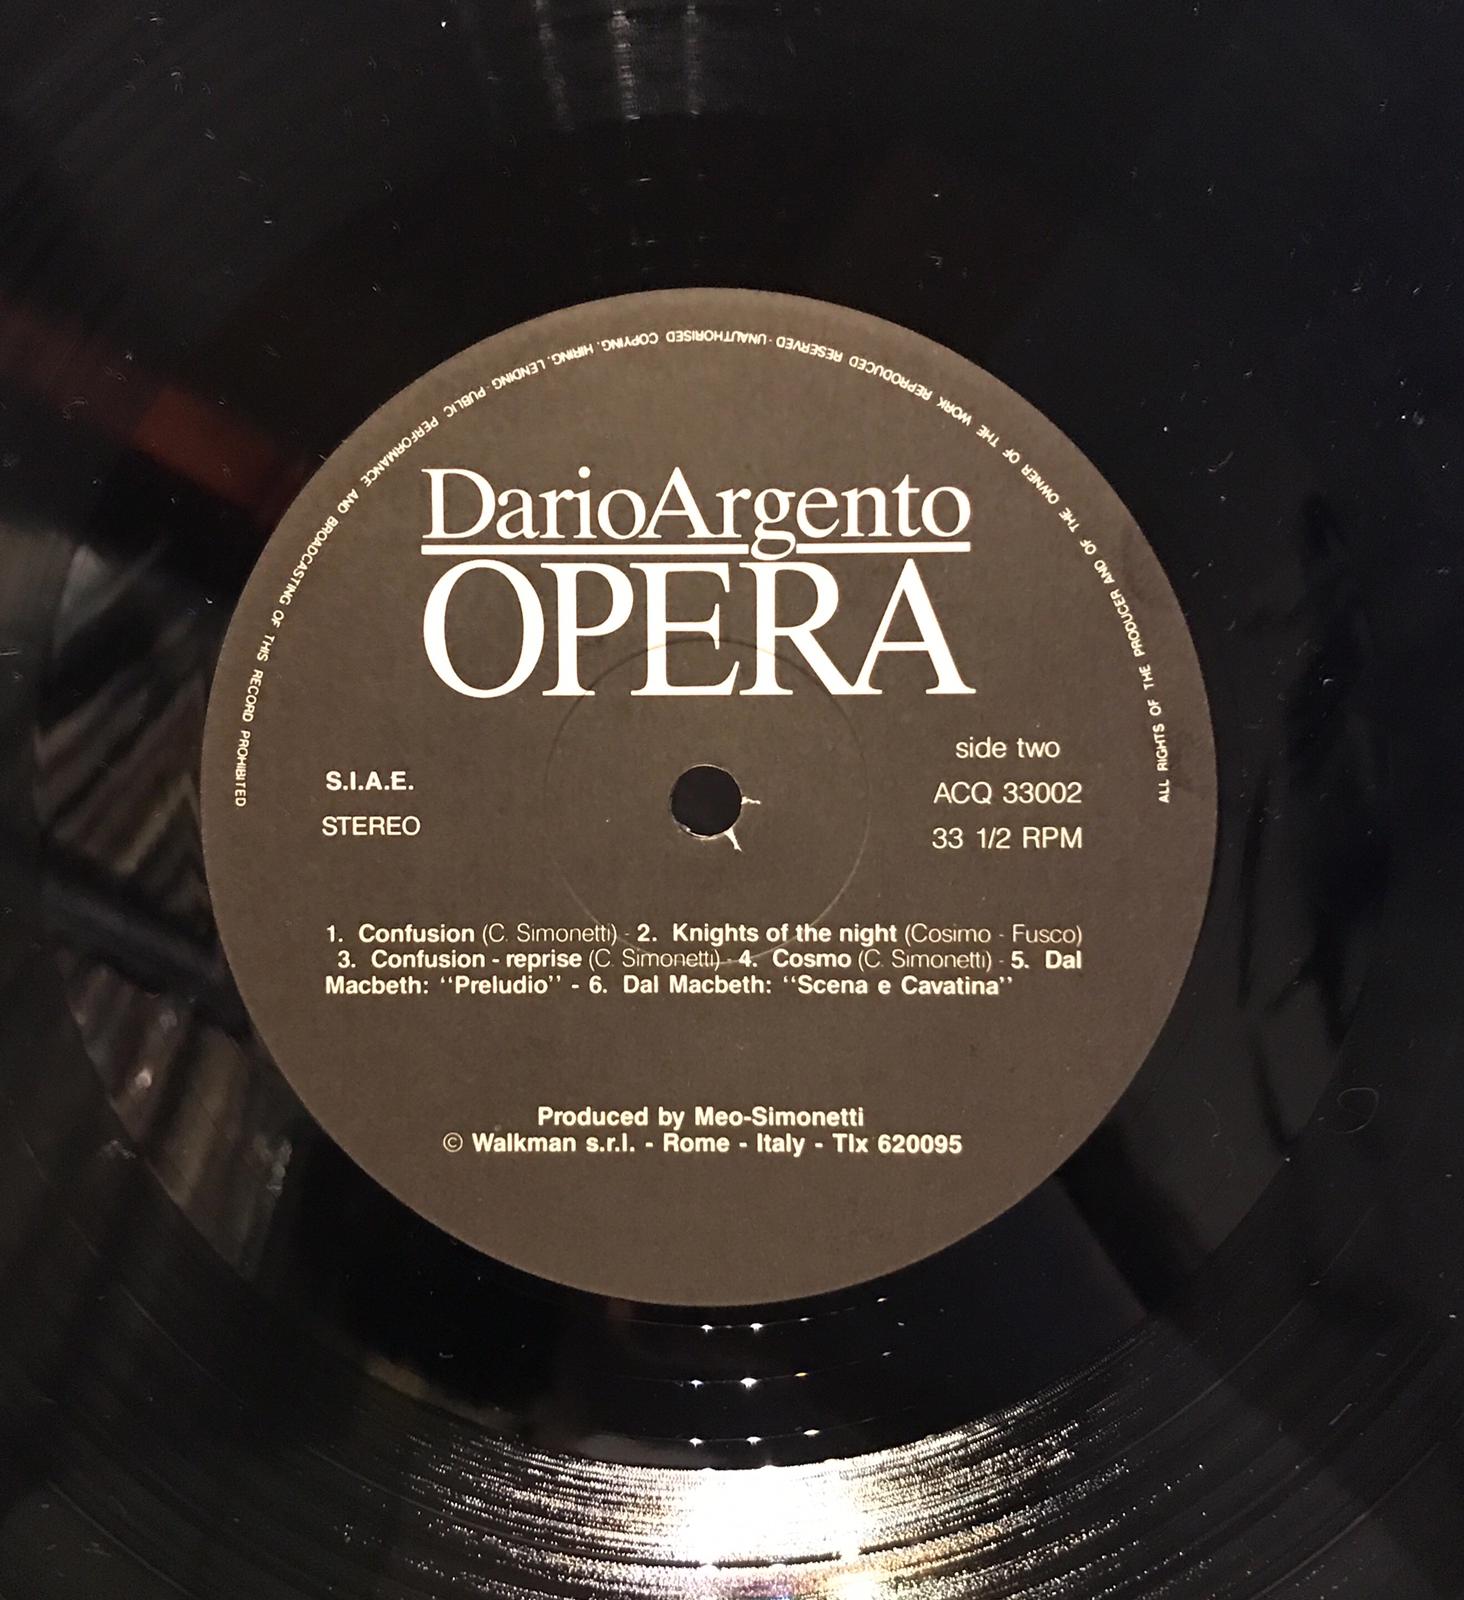 ALL RIGHTS OF THE PRODUCER AND OF THE OWNER OF THE WORK REPRODUCED RESERVED - UNAUTHORISED COPYING, HIRING, LENDING, PUBLIC PERFORMANCE AND BROADCASTING OF THIS RECORD PROHIBITED
DarioArgento
OPERA
side two
S.I.A.E.
ACQ 33002
STEREO
33 1/2 RPM
1. Confusion (C. Simonetti) - 2. Knights of the night (Cosimo - Fusco)
3. Confusion - reprise (C. Simonetti) - 4. Cosmo (C. Simonetti) - 5. Dal
Macbeth: "Preludio" - 6. Dal Macbeth: "Scena e Cavatina"
Produced by Meo-Simonetti
© Walkman s.r.l. - Rome - Italy - Tlx 620095